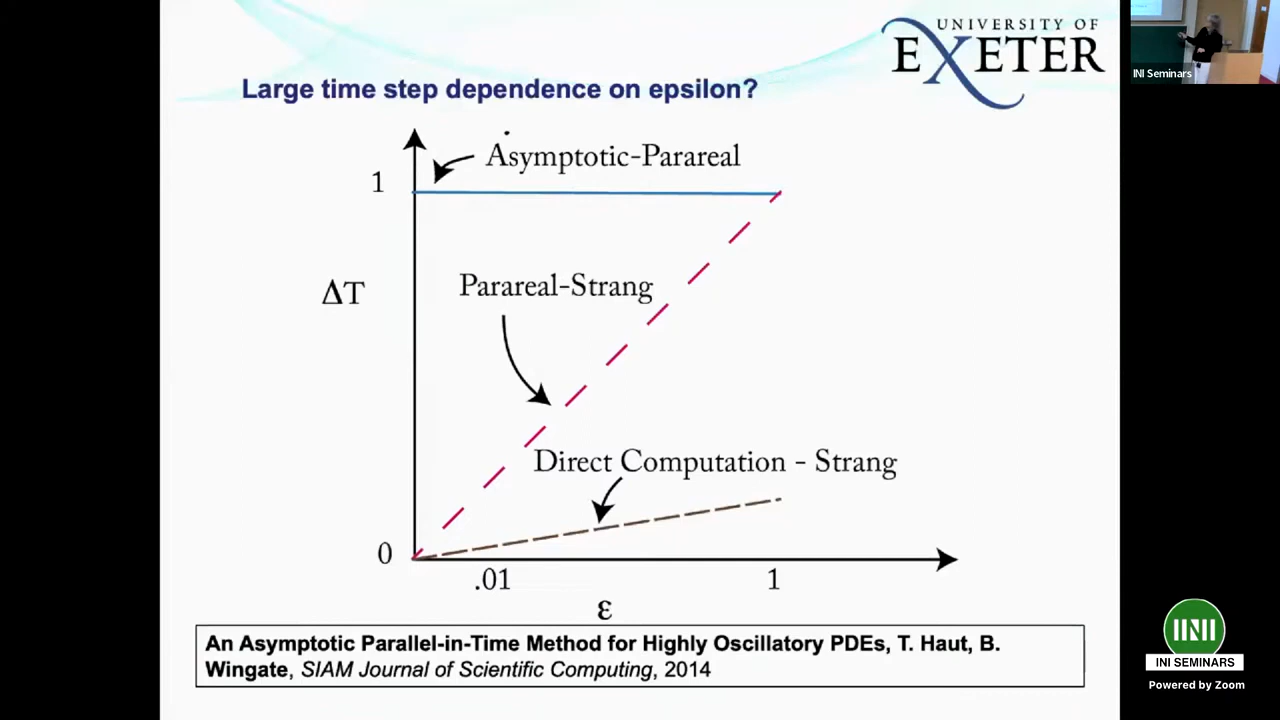 UNIVERSITY OF
EXETER
INI Seminars
Large time step dependence on epsilon?
Asymptotic-Parareal
1
Parareal-Strang
ΔT
Direct Computation - Strang
0
.01
1
ε
An Asymptotic Parallel-in-Time Method for Highly Oscillatory PDEs, T. Haut, B.
Wingate, SIAM Journal of Scientific Computing, 2014
INI SEMINARS
Powered by Zoom